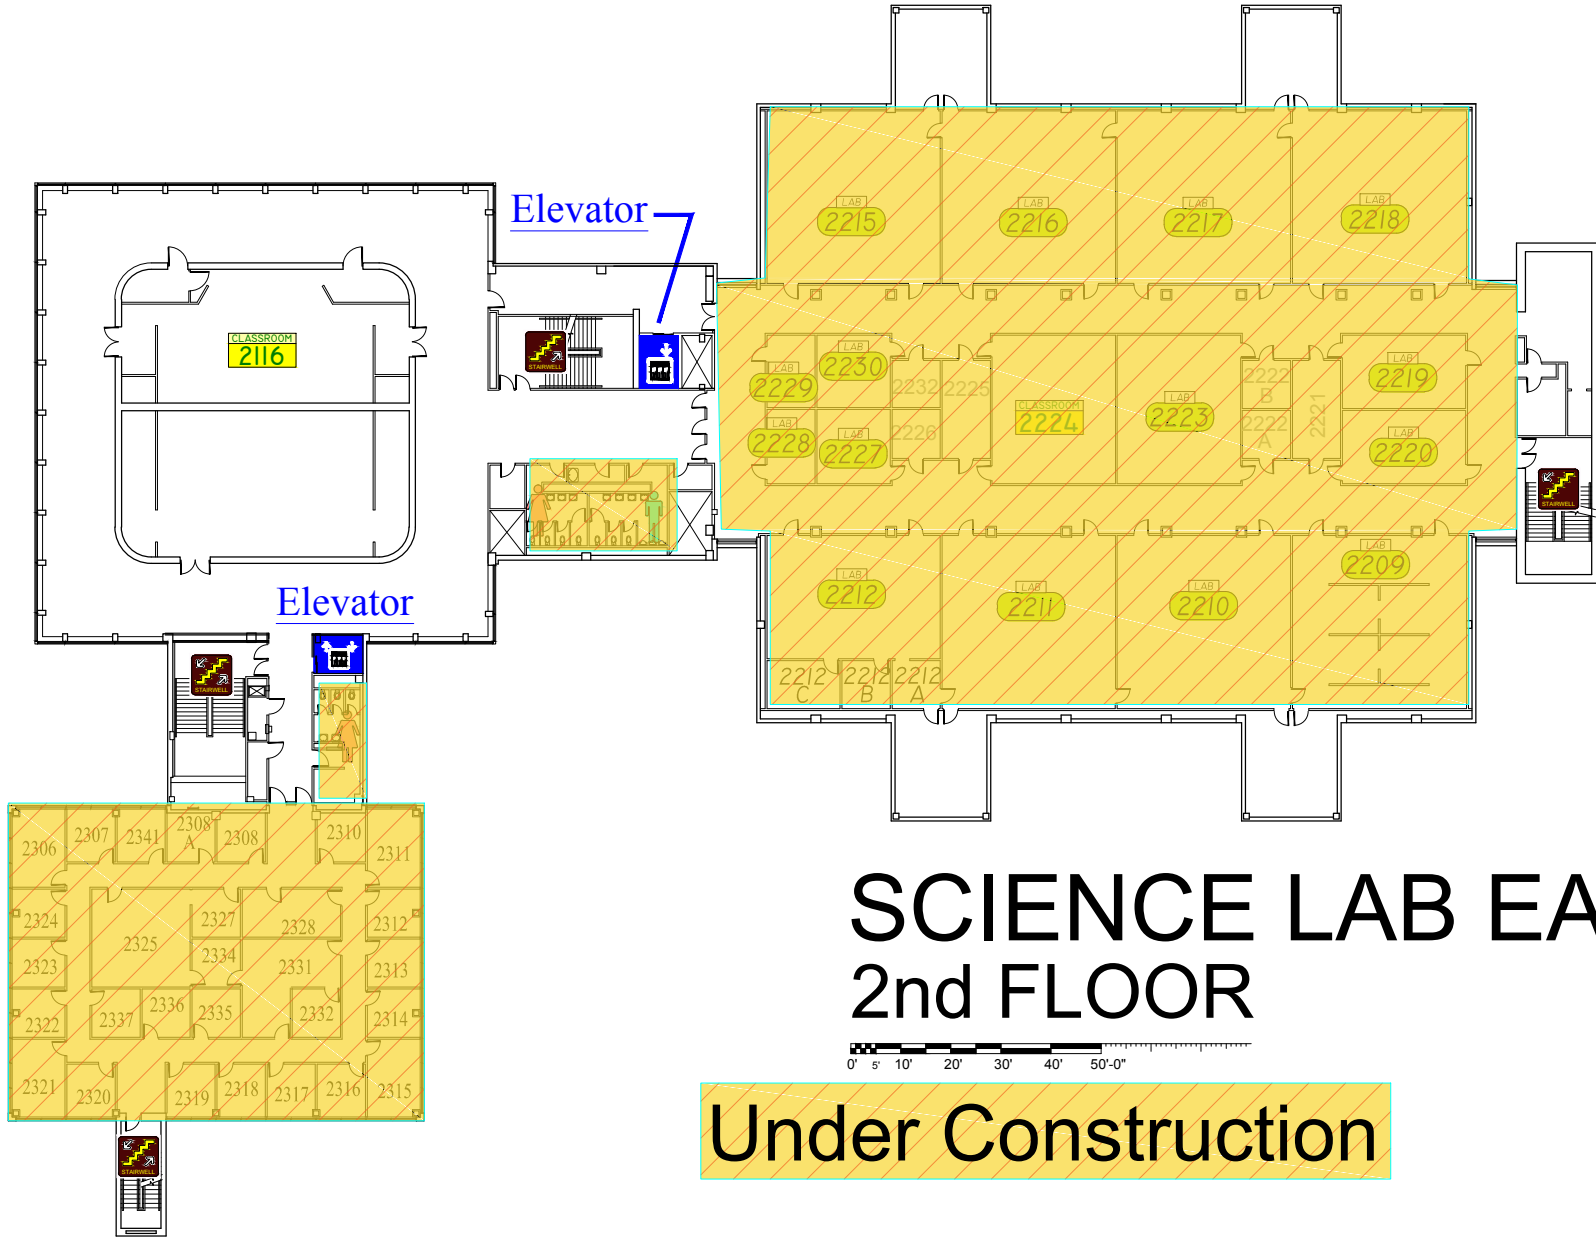 Elevator
LAB
2215
LAB
2216
LAB
2217
LAB
2218
CLASSROOM
2116
STAIRWELL
LAB
2229
LAB
2230
2232
2225
CLASSROOM
2224
LAB
2223
2222
B
2221
LAB
2219
LAB
2228
LAB
2227
2226
2222
A
LAB
2220
STAIRWELL
LAB
2212
LAB
2211
LAB
2210
LAB
2209
2212
C
2212
B
2212
A
Elevator
STAIRWELL
2306
2307
2341
2308
A
2308
2310
2311
2324
2325
2327
2328
2312
2323
2334
2331
2313
2322
2337
2336
2335
2332
2314
2321
2320
2319
2318
2317
2316
2315
STAIRWELL
SCIENCE LAB EA
2nd FLOOR
0' 5' 10' 20' 30' 40' 50'-0"
Under Construction